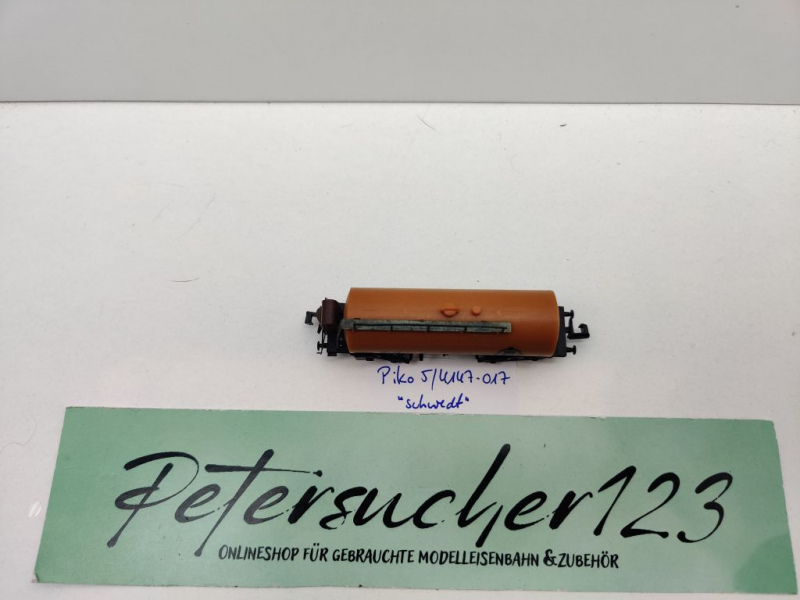 Piko 5/4147-017
"Schwedt"
Petersucher123
ONLINESHOP FÜR GEBRAUCHTE MODELLEISENBAHN & ZUBEHÖR